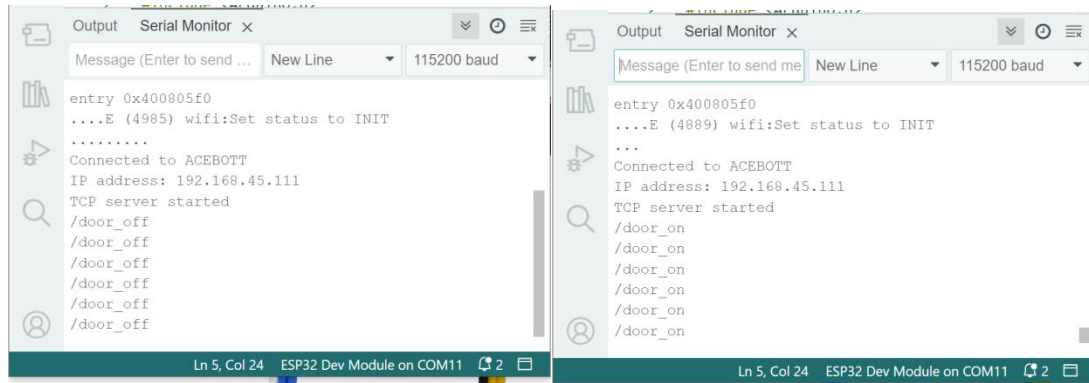 Output Serial Monitor ×
Message (Enter to send ... New Line 115200 baud
entry 0x400805f0
....E (4985) wifi:Set status to INIT
.........
Connected to ACEBOTT
IP address: 192.168.45.111
TCP server started
/door_off
/door_off
/door_off
/door_off
/door_off
/door_off
Ln 5, Col 24 ESP32 Dev Module on COM11 2
Output Serial Monitor ×
Message (Enter to send me New Line 115200 baud
entry 0x400805f0
....E (4889) wifi:Set status to INIT
...
Connected to ACEBOTT
IP address: 192.168.45.111
TCP server started
/door_on
/door_on
/door_on
/door_on
/door_on
/door_on
Ln 5, Col 24 ESP32 Dev Module on COM11 2